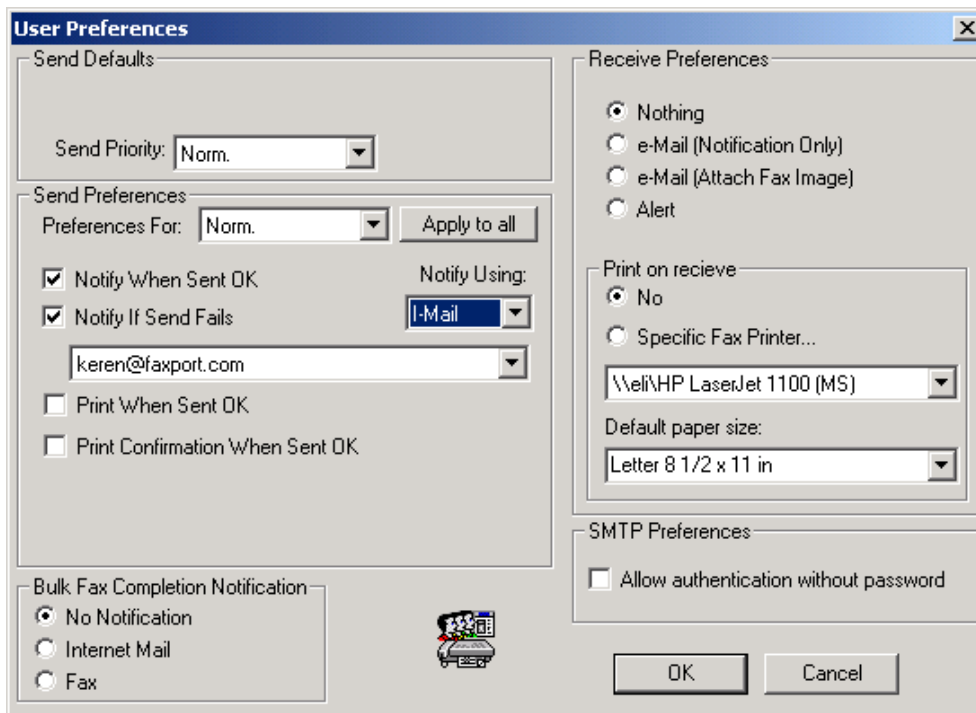 User Preferences
Send Defaults
Send Priority: Norm.
Send Preferences
Preferences For: Norm. Apply to all
Notify When Sent OK
Notify Using:
Notify If Send Fails
I-Mail
keren@faxport.com
Print When Sent OK
Print Confirmation When Sent OK
Bulk Fax Completion Notification
No Notification
Internet Mail
Fax
Receive Preferences
Nothing
e-Mail (Notification Only)
e-Mail (Attach Fax Image)
Alert
Print on recieve
No
Specific Fax Printer...
\\eli\HP LaserJet 1100 (MS)
Default paper size:
Letter 8 1/2 x 11 in
SMTP Preferences
Allow authentication without password
OK Cancel